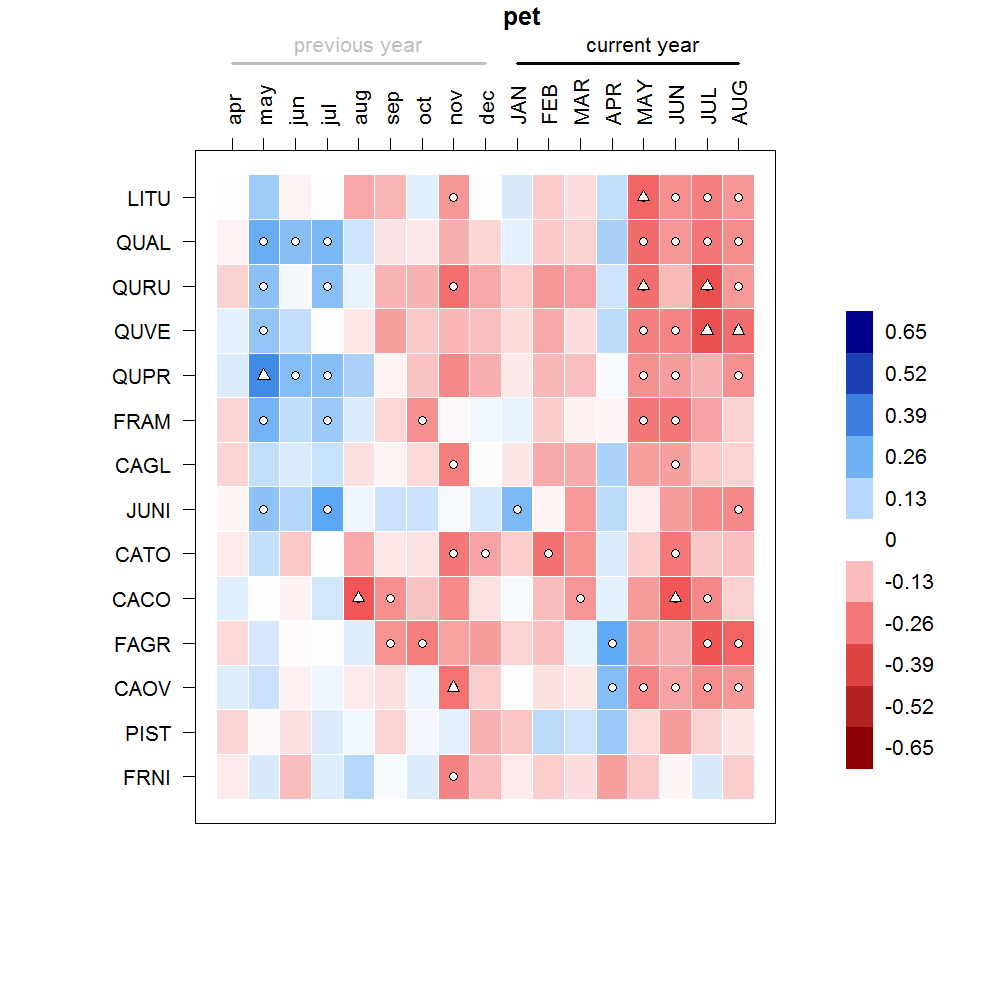 pet
previous year current year
apr may jun jul aug sep oct nov dec JAN FEB MAR APR MAY JUN JUL AUG
LITU
QUAL
QURU
QUVE
QUPR
FRAM
CAGL
JUNI
CATO
CACO
FAGR
CAOV
PIST
FRNI
0.65
0.52
0.39
0.26
0.13
0
-0.13
-0.26
-0.39
-0.52
-0.65